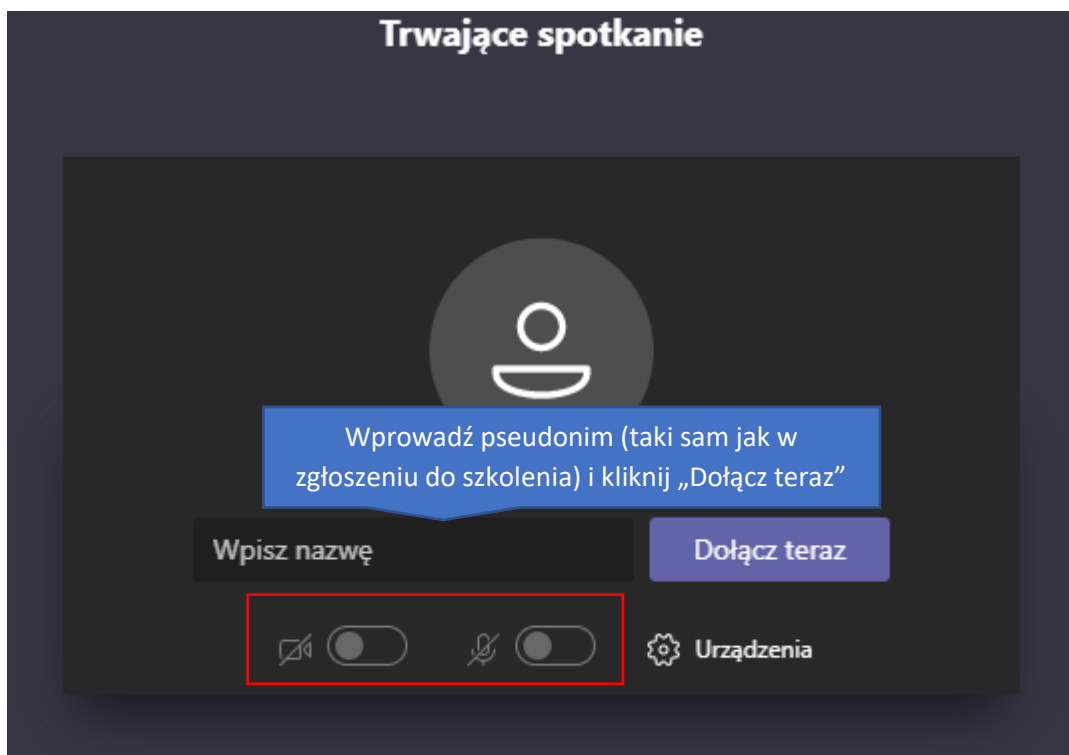 Trwające spotkanie
Wprowadź pseudonim (taki sam jak w
zgłoszeniu do szkolenia) i kliknij „Dołącz teraz”
Wpisz nazwę
Dołącz teraz
Urządzenia